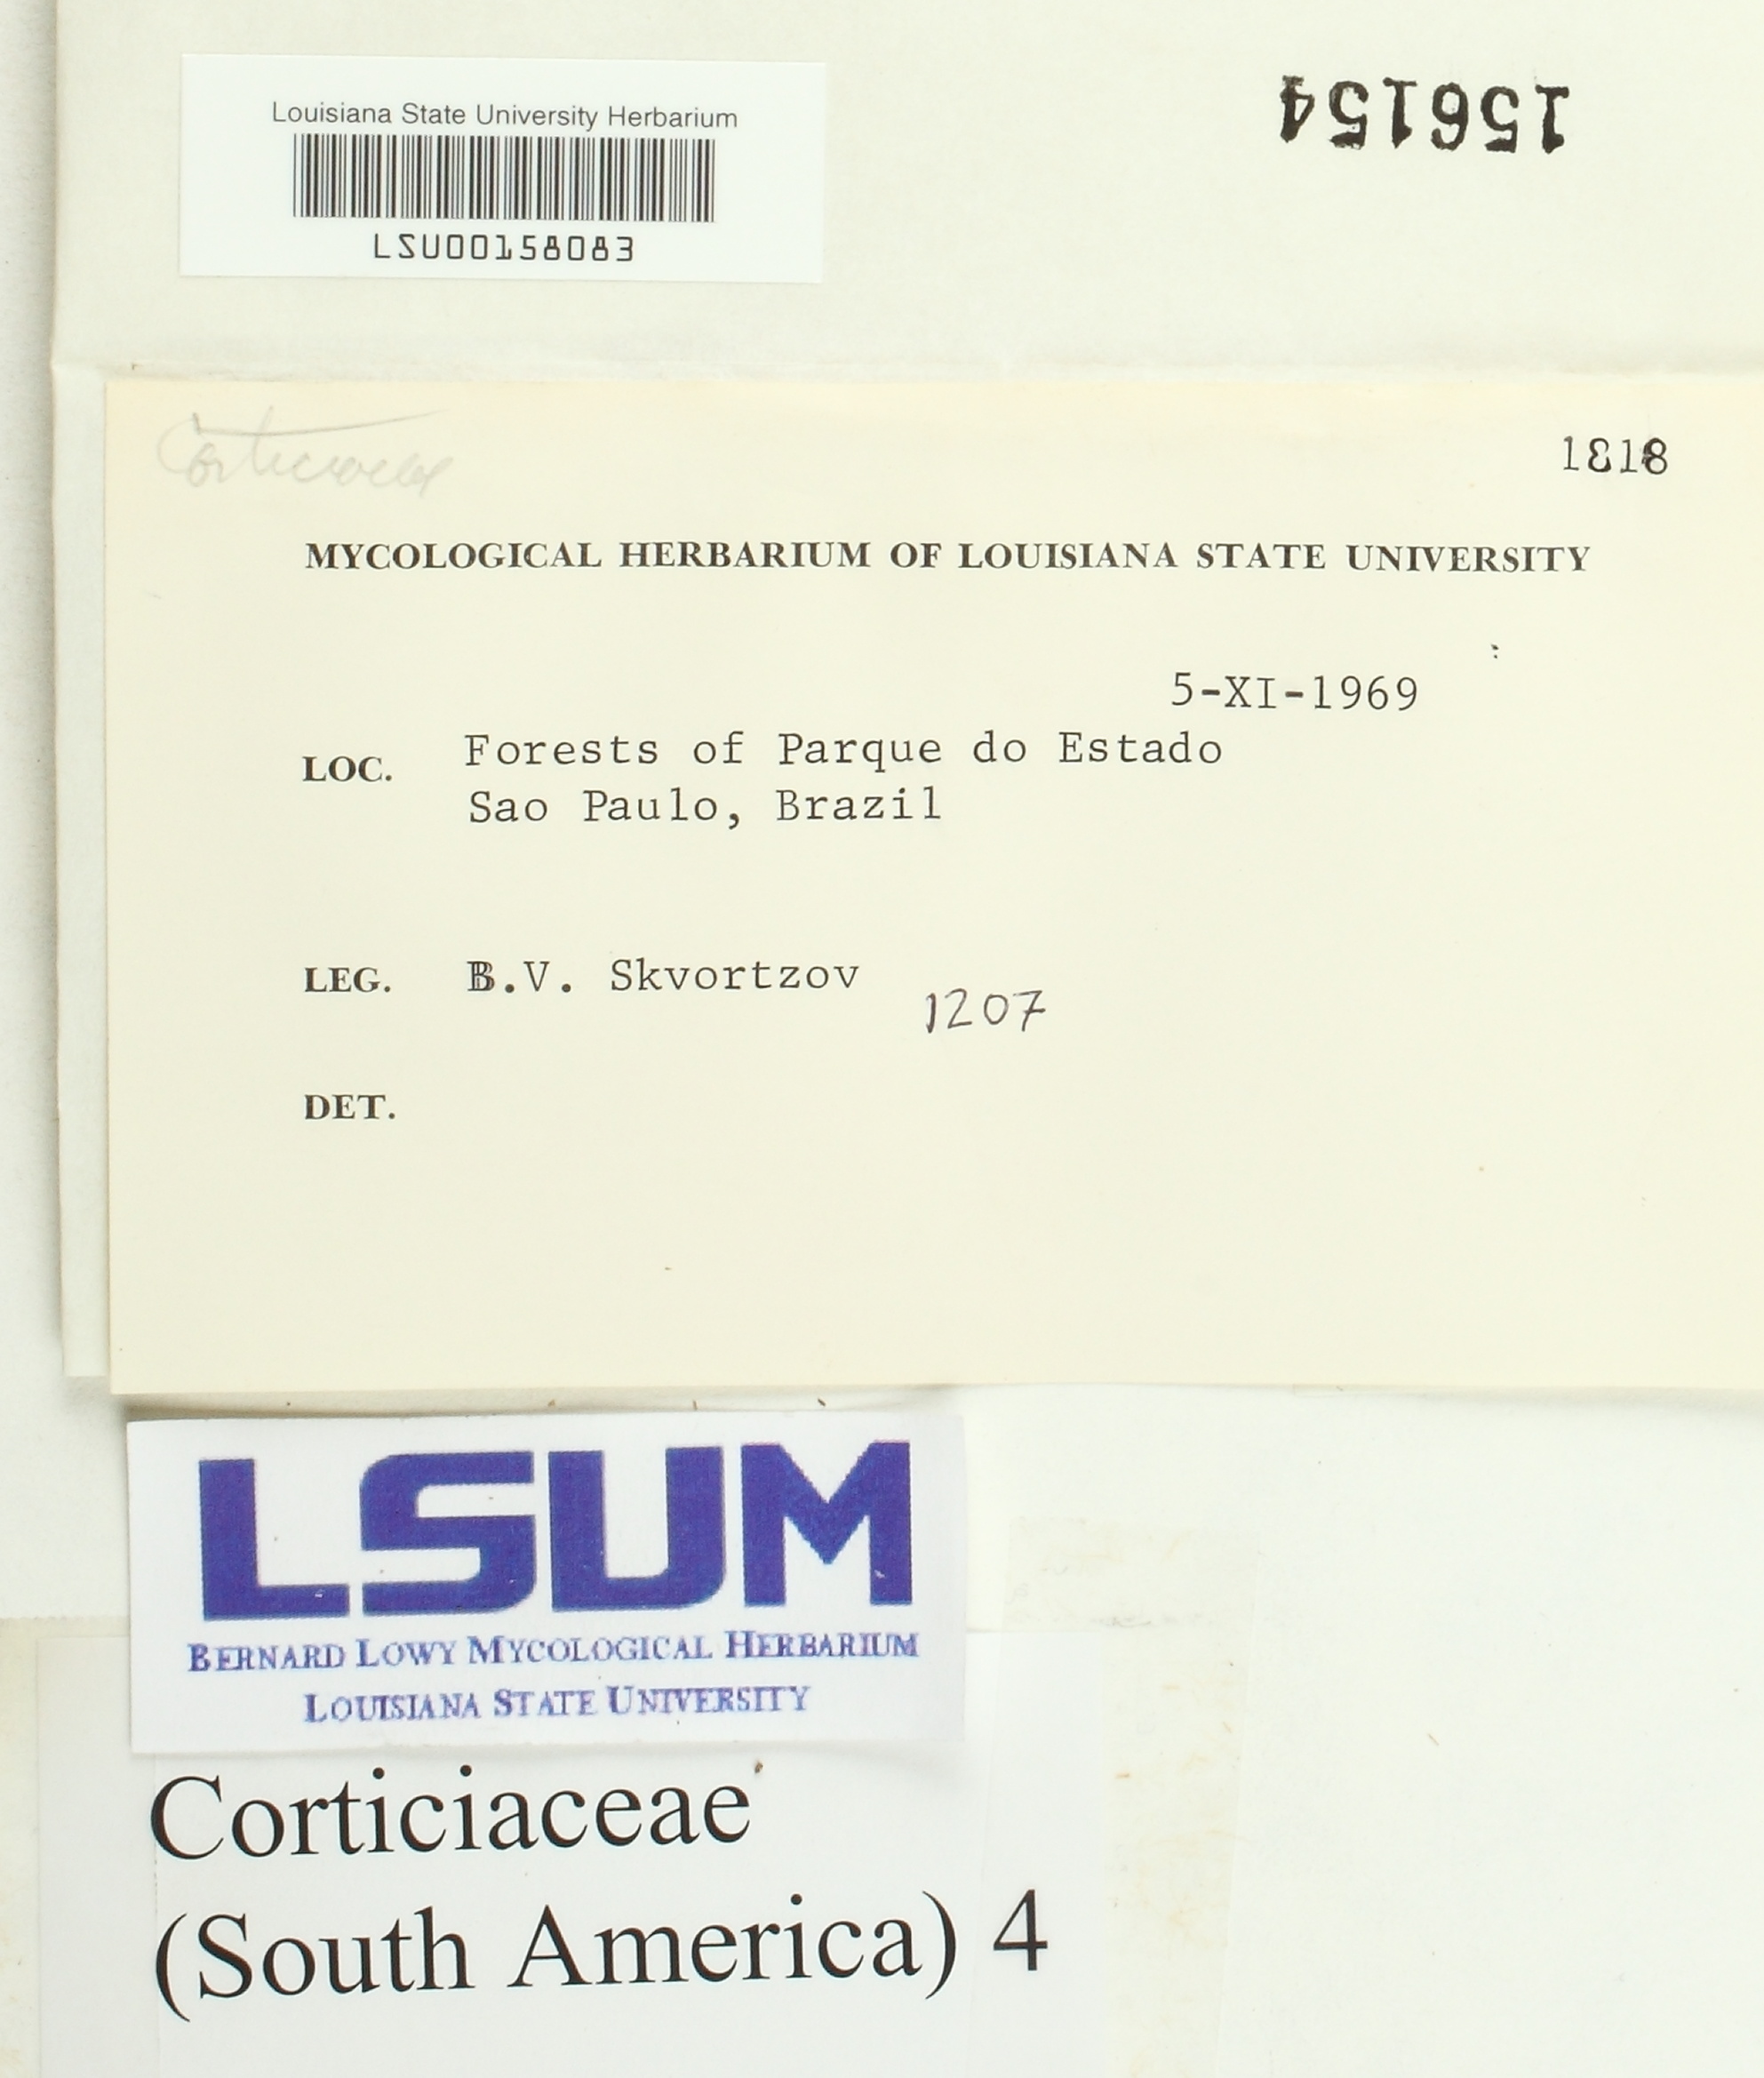 Louisiana State University Herbarium
LSU00158083
156154
Corticiaceae
1818
MYCOLOGICAL HERBARIUM OF LOUISIANA STATE UNIVERSITY
5-XI-1969
LOC. Forests of Parque do Estado
Sao Paulo, Brazil
LEG. B.V. Skvortzov
1207
DET.
LSUM
BERNARD LOWY MYCOLOGICAL HERBARIUM
LOUISIANA STATE UNIVERSITY
Corticiaceae
(South America) 4